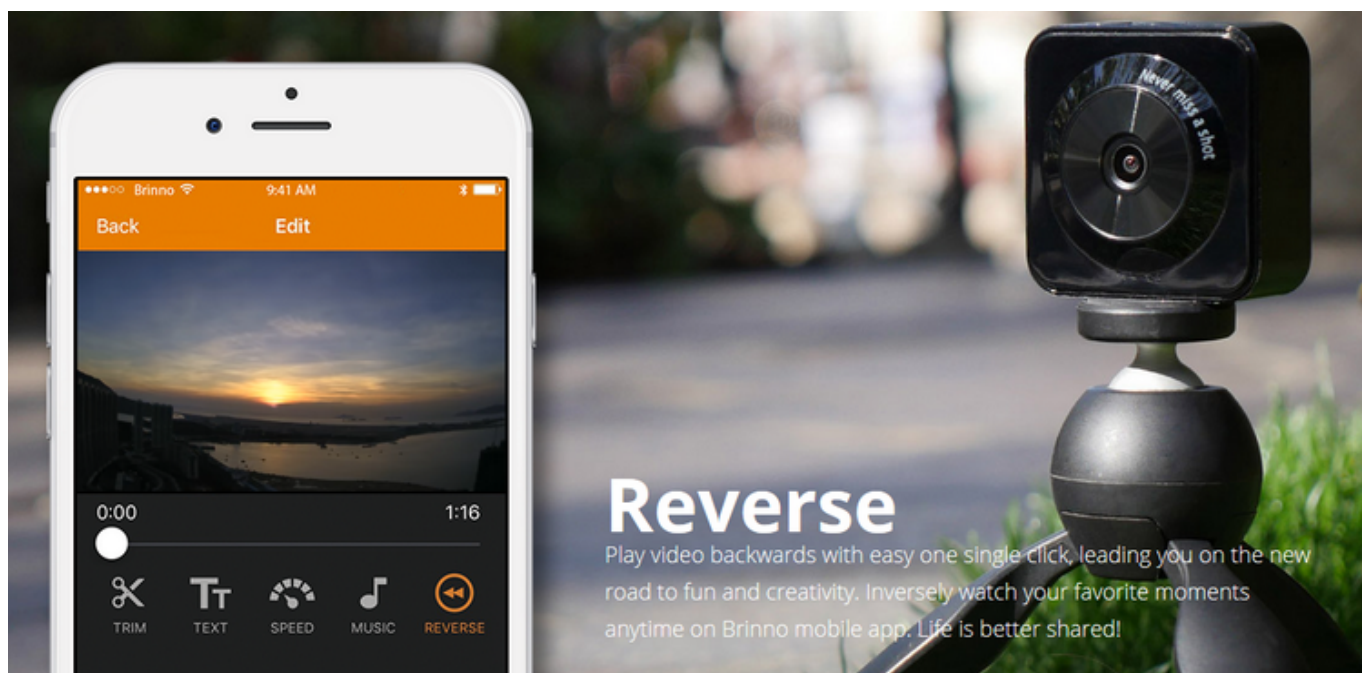 Brinno 9:41 AM
Back Edit
0:00 1:16
TRIM TEXT SPEED MUSIC REVERSE
Never miss a shot
Reverse
Play video backwards with easy one single click, leading you on the new
road to fun and creativity. Inversely watch your favorite moments
anytime on Brinno mobile app. Life is better shared!